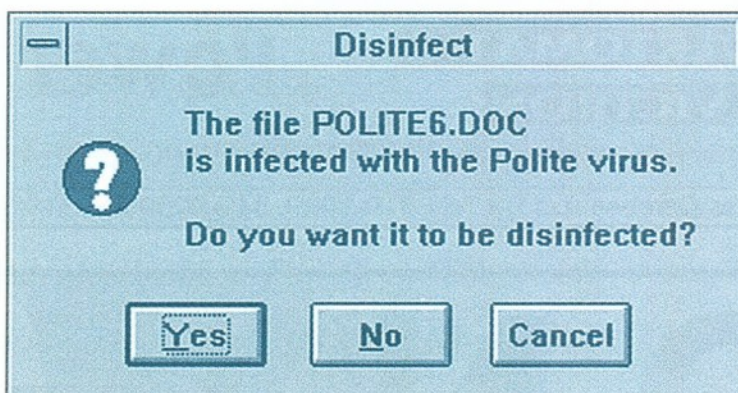 Disinfect
The file POLITE6.DOC
is infected with the Polite virus.
Do you want it to be disinfected?
Yes
No
Cancel